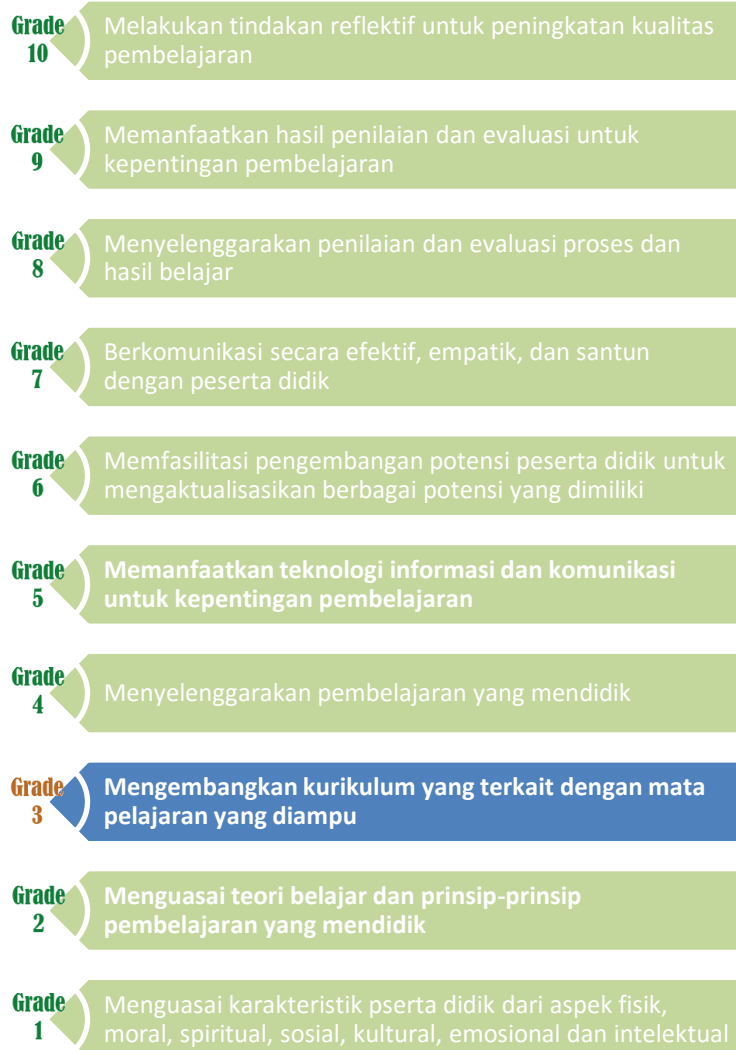 Grade
10
Melakukan tindakan reflektif untuk peningkatan kualitas
pembelajaran
Grade
9
Memanfaatkan hasil penilaian dan evaluasi untuk
kepentingan pembelajaran
Grade
8
Menyelenggarakan penilaian dan evaluasi proses dan
hasil belajar
Grade
7
Berkomunikasi secara efektif, empatik, dan santun
dengan peserta didik
Grade
6
Memfasilitasi pengembangan potensi peserta didik untuk
mengaktualisasikan berbagai potensi yang dimiliki
Grade
5
Memanfaatkan teknologi informasi dan komunikasi
untuk kepentingan pembelajaran
Grade
4
Menyelenggarakan pembelajaran yang mendidik
Grade
3
Mengembangkan kurikulum yang terkait dengan mata
pelajaran yang diampu
Grade
2
Menguasai teori belajar dan prinsip-prinsip
pembelajaran yang mendidik
Grade
1
Menguasai karakteristik pserta didik dari aspek fisik,
moral, spiritual, sosial, kultural, emosional dan intelektual